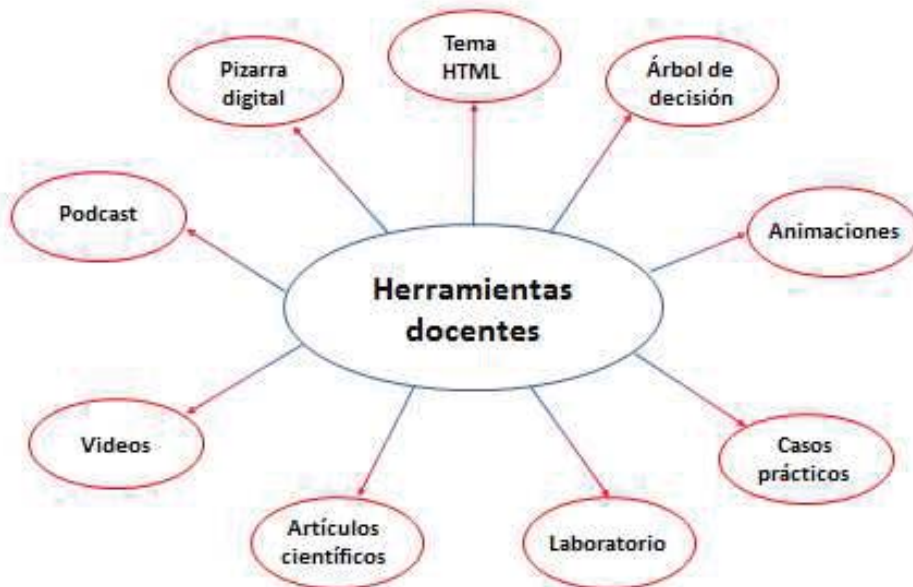 Tema
HTML
Pizarra
digital
Árbol de
decisión
Podcast
Animaciones
Herramientas
docentes
Videos
Casos
prácticos
Artículos
científicos
Laboratorio